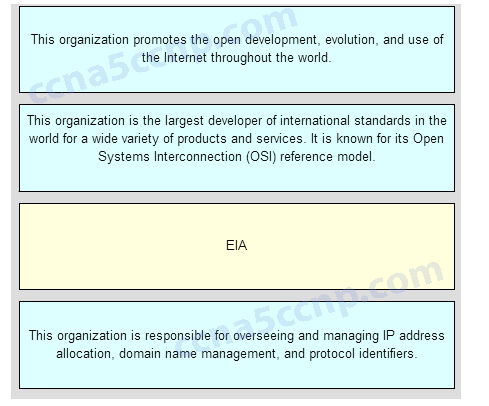 This organization promotes the open development, evolution, and use of
the Internet throughout the world.
ccna5ccnp.com
This organization is the largest developer of international standards in the
world for a wide variety of products and services. It is known for its Open
Systems Interconnection (OSI) reference model.
EIA
ccna5ccnp.com
This organization is responsible for overseeing and managing IP address
allocation, domain name management, and protocol identifiers.